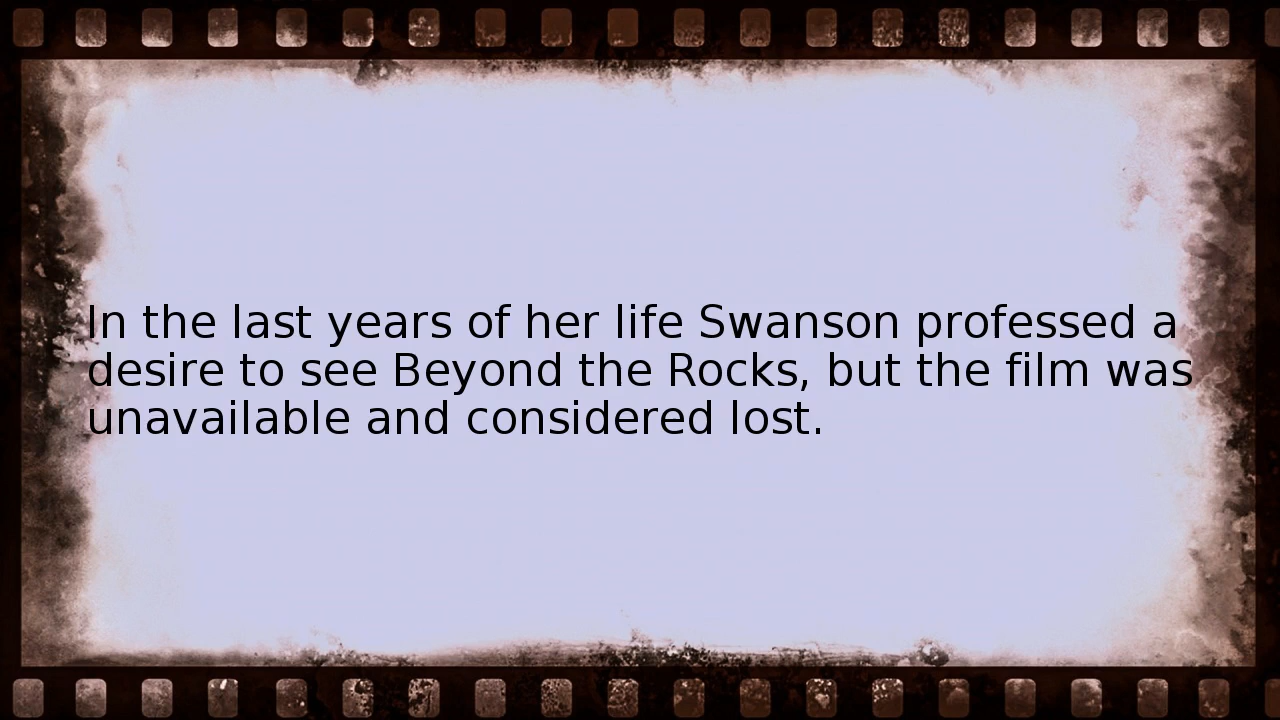 In the last years of her life Swanson professed a
desire to see Beyond the Rocks, but the film was
unavailable and considered lost.